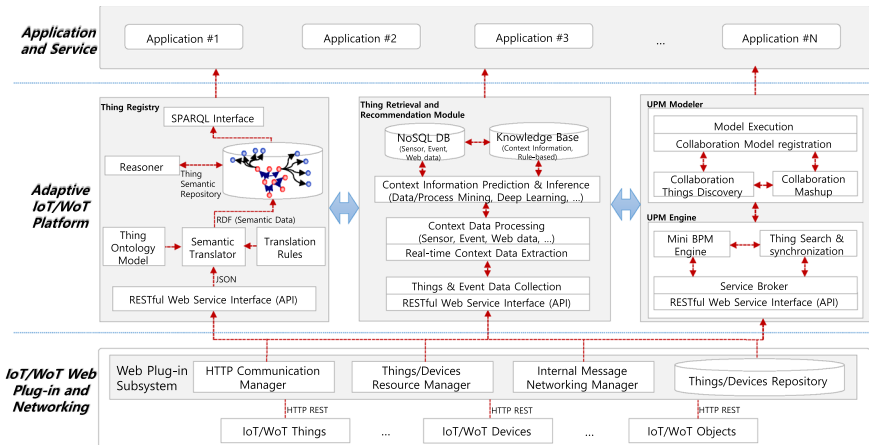 Application
and Service
Application #1
Application #2
Application #3
...
Application #N
Adaptive
IoT/WoT
Platform
Thing Registry
SPARQL Interface
Reasoner
Thing
Semantic
Repository
RDF (Semantic Data)
Thing
Ontology
Model
Semantic
Translator
Translation
Rules
JSON
RESTful Web Service Interface (API)
Thing Retrieval and
Recommendation Module
NoSQL DB
(Sensor, Event,
Web data)
Knowledge Base
(Context Information,
Rule-based)
Context Information Prediction & Inference
(Data/Process Mining, Deep Learning, ...)
Context Data Processing
(Sensor, Event, Web data, ...)
Real-time Context Data Extraction
Things & Event Data Collection
RESTful Web Service Interface (API)
UPM Modeler
Model Execution
Collaboration Model registration
Collaboration
Things Discovery
Collaboration
Mashup
UPM Engine
Mini BPM
Engine
Thing Search &
synchronization
Service Broker
RESTful Web Service Interface (API)
IoT/WoT Web
Plug-in and
Networking
Web Plug-in
Subsystem
HTTP Communication
Manager
Things/Devices
Resource Manager
Internal Message
Networking Manager
Things/Devices Repository
HTTP REST
HTTP REST
HTTP REST
IoT/WoT Things
...
IoT/WoT Devices
...
IoT/WoT Objects